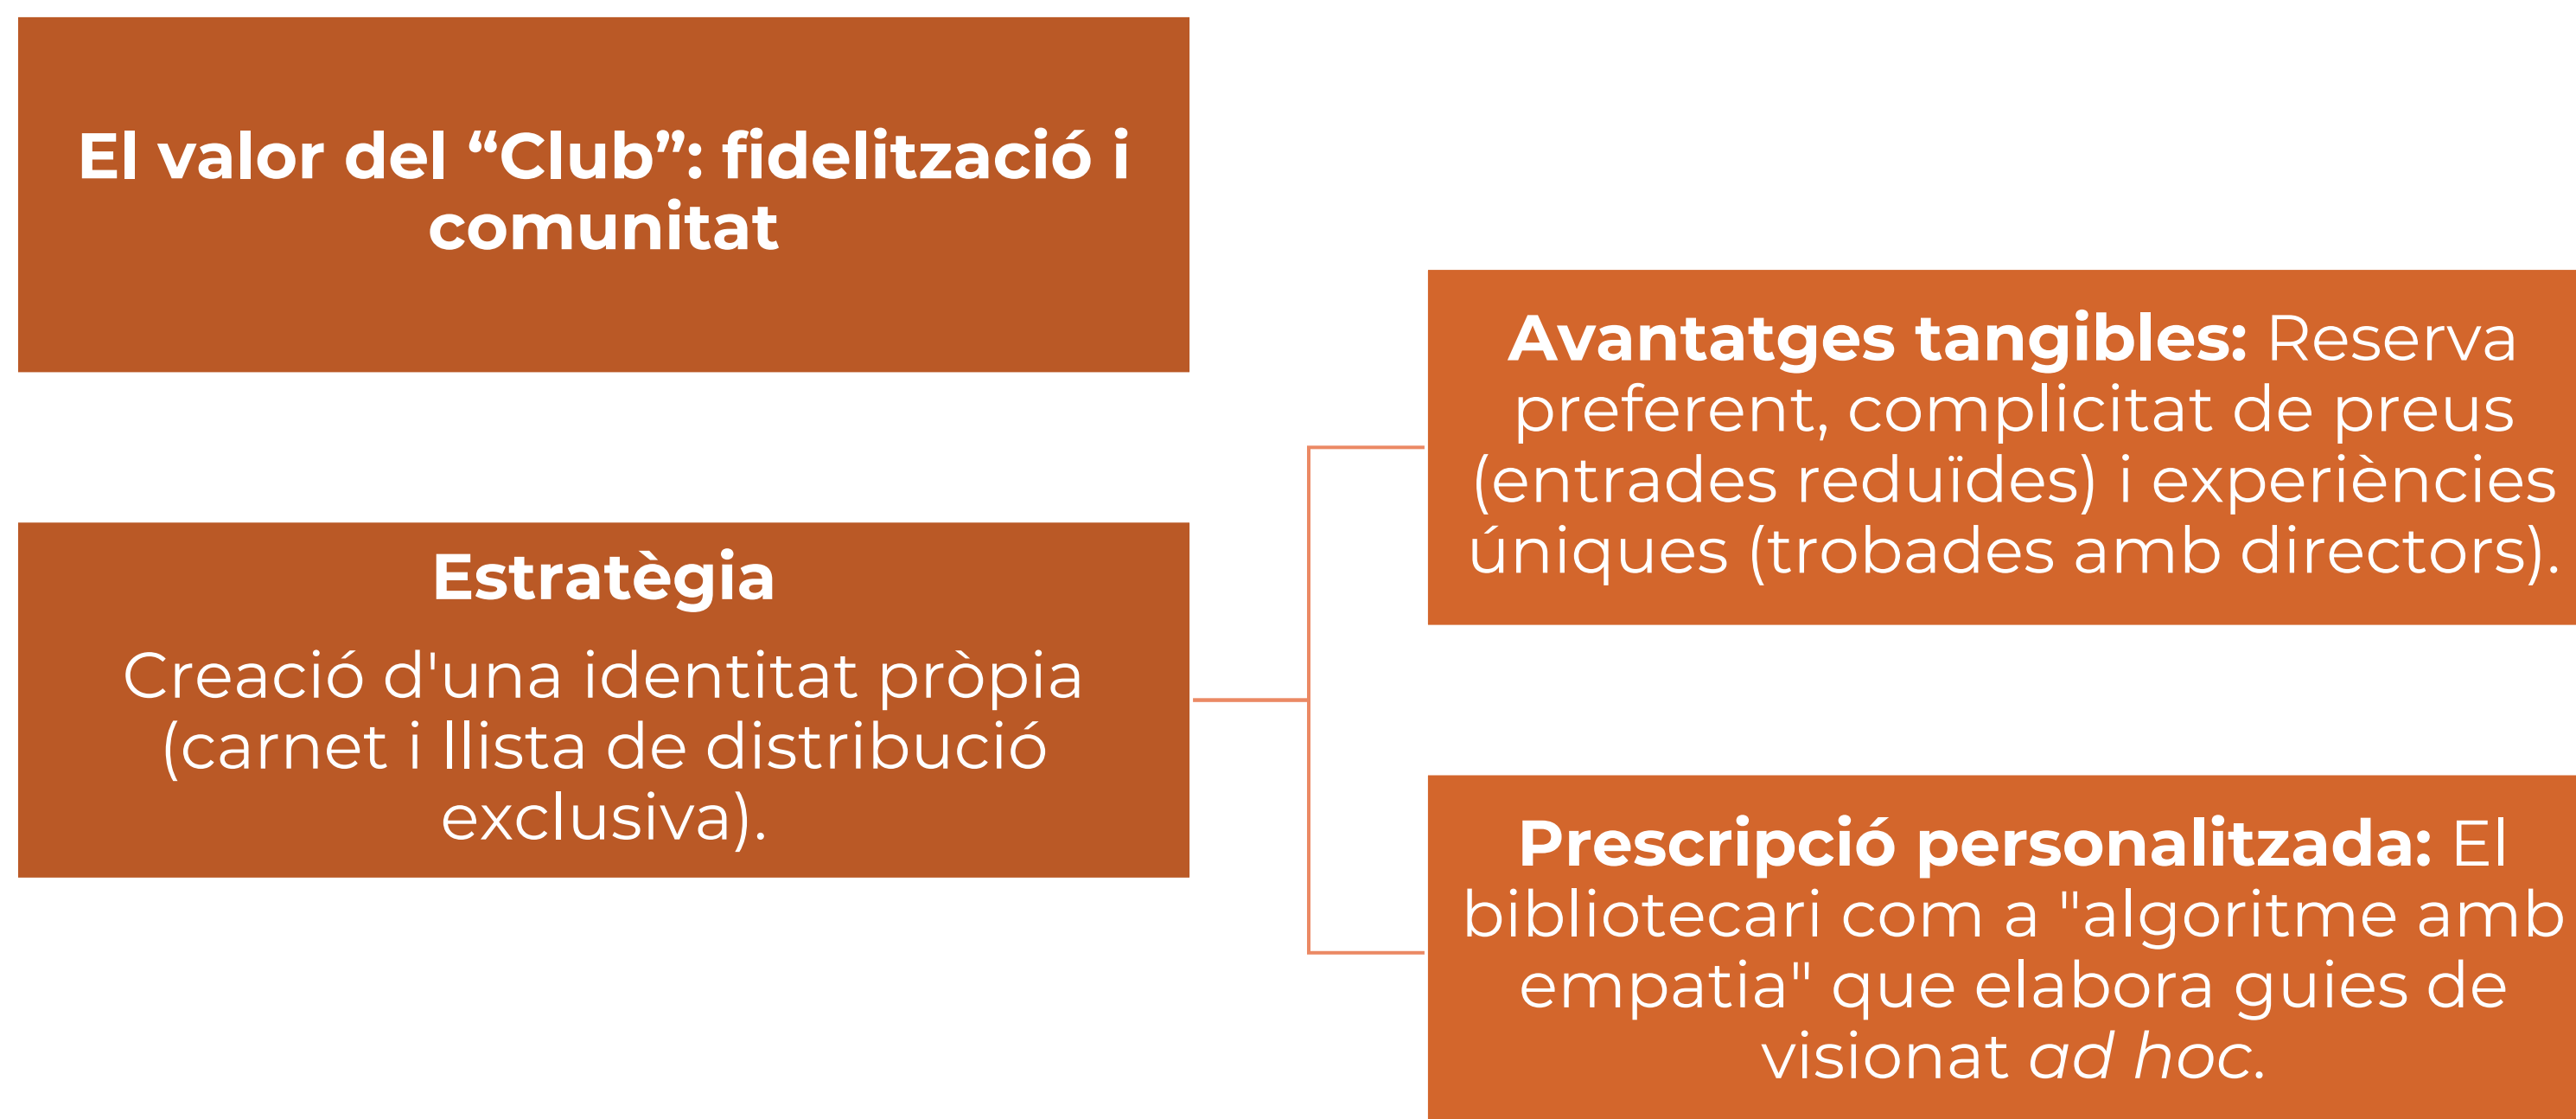 El valor del “Club”: fidelització i
comunitat
Estratègia
Creació d'una identitat pròpia
(carnet i llista de distribució
exclusiva).
Avantatges tangibles: Reserva
preferent, complicitat de preus
(entrades reduïdes) i experiències
úniques (trobades amb directors).
Prescripció personalitzada: El
bibliotecari com a "algoritme amb
empatia" que elabora guies de
visionat ad hoc.